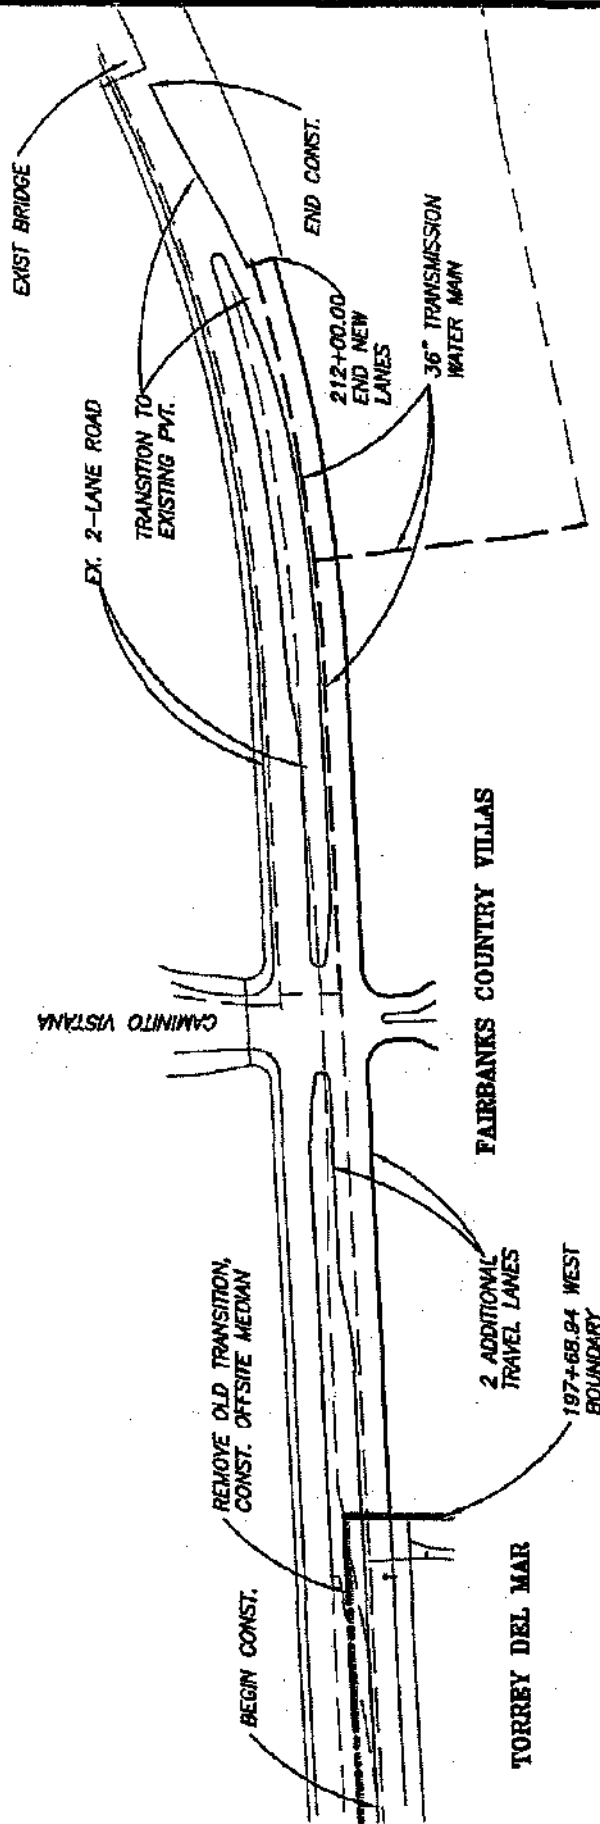 EXIST BRIDGE
END CONST.
EX. 2-LANE ROAD
TRANSITION TO
EXISTING PVT.
212+00.00
END NEW
LANES
36" TRANSMISSION
WATER MAIN
CAMINITO VISTANA
FAIRBANKS COUNTRY VILLAS
REMOVE OLD TRANSITION,
CONST. OFFSITE MEDIAN
2 ADDITIONAL
TRAVEL LANES
197+68.94 WEST
BOUNDARY
BEGIN CONST.
TORREY DEL MAR